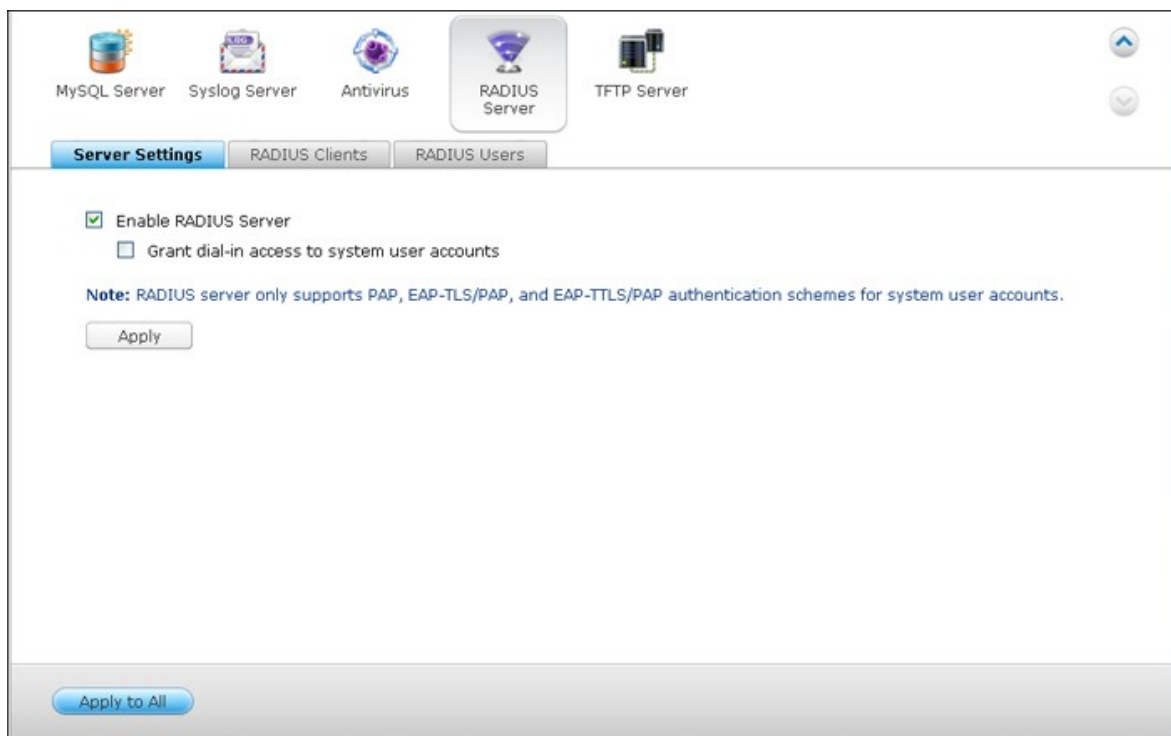 LOG
MySQL Server
Syslog Server
Antivirus
RADIUS
Server
TFTP Server
Server Settings
RADIUS Clients
RADIUS Users
Enable RADIUS Server
Grant dial-in access to system user accounts
Note: RADIUS server only supports PAP, EAP-TLS/PAP, and EAP-TTLS/PAP authentication schemes for system user accounts.
Apply
Apply to All